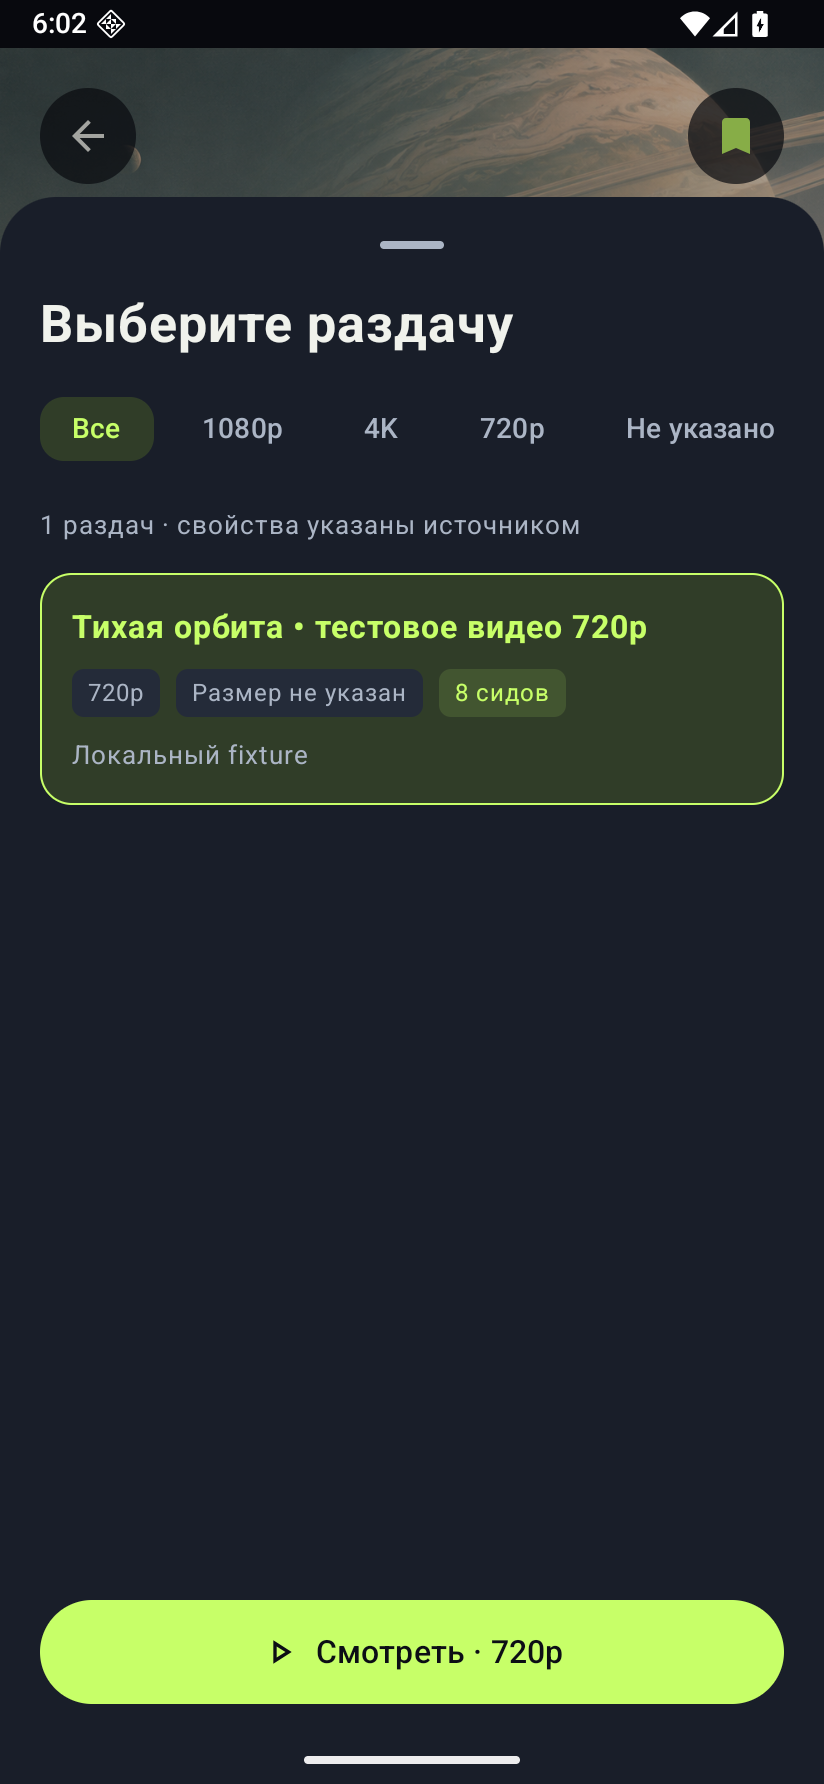 6:02
Выберите раздачу
Все 1080p 4K 720p Не указано
1 раздач · свойства указаны источником
Тихая орбита • тестовое видео 720p
720p Размер не указан 8 сидов
Локальный fixture
Смотреть · 720p